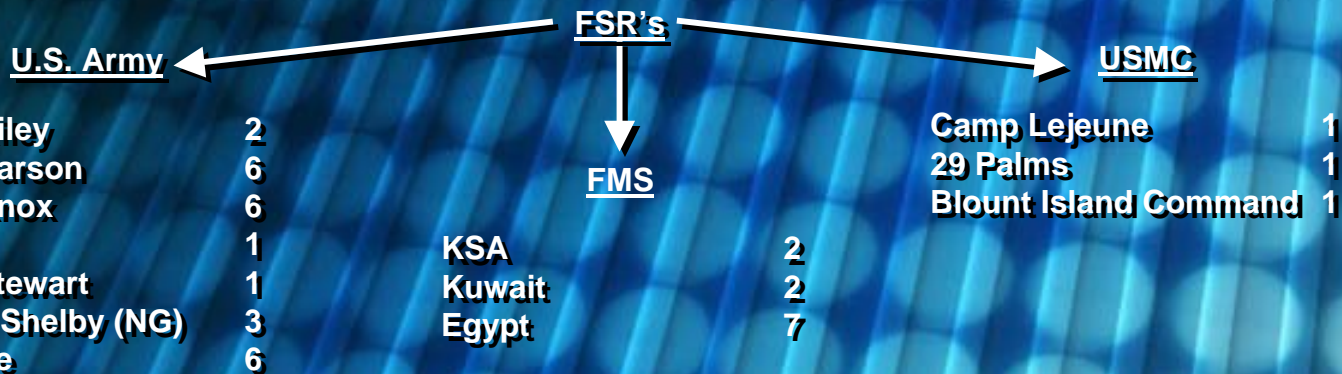 FSR's
U.S. Army
iley 2
arson 6
nox 6
1
tewart 1
Shelby (NG) 3
e 6
FMS
KSA 2
Kuwait 2
Egypt 7
USMC
Camp Lejeune 1
29 Palms 1
Blount Island Command 1